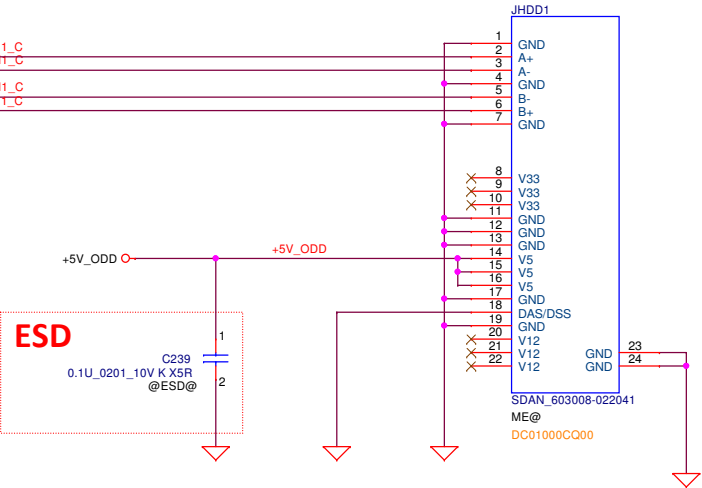 JHDD1
1_C
1_C
1_C
1_C
1 GND
2 A+
3 A-
4 GND
5 B-
6 B+
7 GND
8 V33
9 V33
10 V33
11 GND
12 GND
13 GND
+5V_ODD +5V_ODD 14 V5
15 V5
16 V5
17 GND
18 DAS/DSS
19 GND
20 V12
21 V12
22 V12
GND 23
GND 24
ESD
1
C239
0.1U_0201_10V K X5R
@ESD@
2
SDAN_603008-022041
ME@
DC01000CQ00